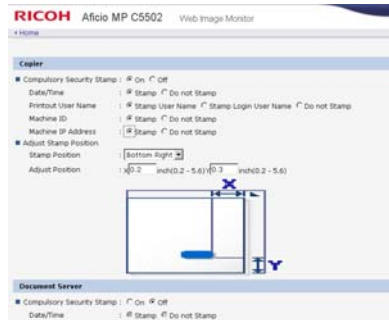 RICOH Aficio MP C5502 Web Image Monitor
Home
Copier
Compulsory Security Stamp : On Off
Date/Time : Stamp Do not Stamp
Printout User Name : Stamp User Name Stamp Login User Name Do not Stamp
Machine ID : Stamp Do not Stamp
Machine IP Address : Stamp Do not Stamp
Adjust Stamp Position
Stamp Position : Bottom Right
Adjust Position : X 0.2 inch(0.2 - 5.6) Y 0.3 inch(0.2 - 5.6)
X
Y
Document Server
Compulsory Security Stamp : On Off
Date/Time : Stamp Do not Stamp